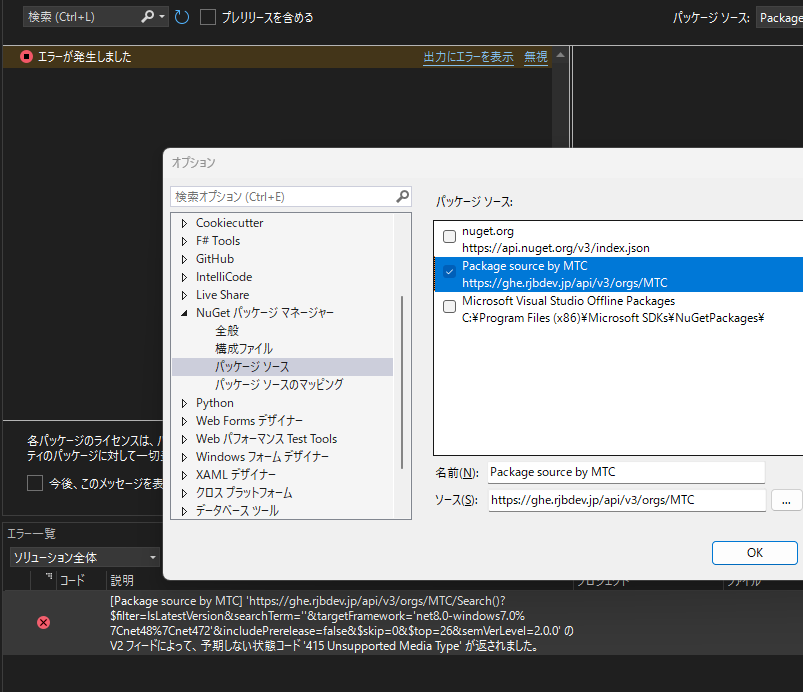 検索 (Ctrl+L)
プレリリースを含める
パッケージ ソース: Package
エラーが発生しました
出力にエラーを表示 無視
オプション
検索オプション (Ctrl+E)
Cookiecutter
F# Tools
GitHub
IntelliCode
Live Share
NuGet パッケージ マネージャー
全般
構成ファイル
パッケージ ソース
パッケージ ソースのマッピング
Python
Web Forms デザイナー
Web パフォーマンス Test Tools
Windows フォーム デザイナー
XAML デザイナー
クロス プラットフォーム
データベース ツール
パッケージ ソース:
nuget.org
https://api.nuget.org/v3/index.json
Package source by MTC
https://ghe.rjbdev.jp/api/v3/orgs/MTC
Microsoft Visual Studio Offline Packages
C:¥Program Files (x86)¥Microsoft SDKs¥NuGetPackages¥
名前(N): Package source by MTC
ソース(S): https://ghe.rjbdev.jp/api/v3/orgs/MTC
...
OK
各パッケージのライセンスは、
ティのパッケージに対して一切
今後、このメッセージを表
エラー一覧
ソリューション全体
コード 説明 プロジェクト ファイル
[Package source by MTC] 'https://ghe.rjbdev.jp/api/v3/orgs/MTC/Search()?
$filter=IsLatestVersion&searchTerm=''&targetFramework='net8.0-windows7.0%
7Cnet48%7Cnet472'&includePrerelease=false&$skip=0&$top=26&semVerLevel=2.0.0' の
V2 フィードによって、予期しない状態コード '415 Unsupported Media Type' が返されました。